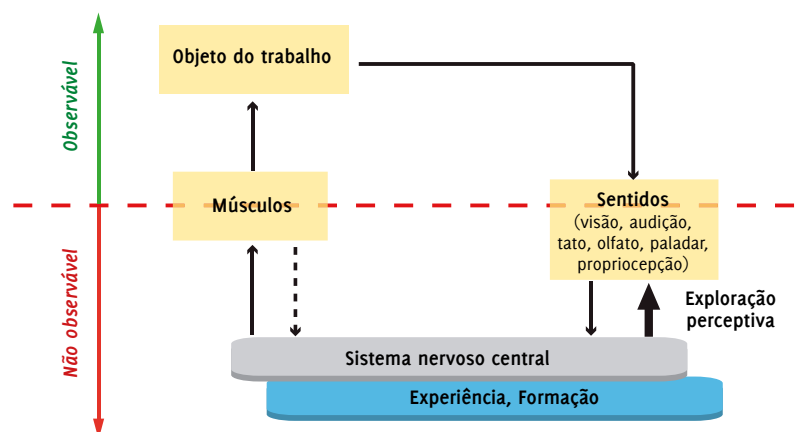 Observável
Não observável
Objeto do trabalho
Músculos
Sentidos
(visão, audição,
tato, olfato, paladar,
propriocepção)
Exploração
perceptiva
Sistema nervoso central
Experiência, Formação